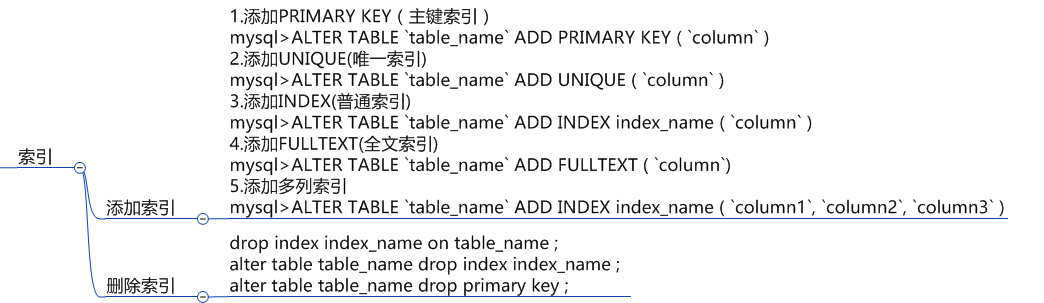 1.添加PRIMARY KEY ( 主键索引 )
mysql>ALTER TABLE `table_name` ADD PRIMARY KEY ( `column` )
2.添加UNIQUE(唯一索引)
mysql>ALTER TABLE `table_name` ADD UNIQUE ( `column` )
3.添加INDEX(普通索引)
mysql>ALTER TABLE `table_name` ADD INDEX index_name ( `column` )
4.添加FULLTEXT(全文索引)
mysql>ALTER TABLE `table_name` ADD FULLTEXT ( `column`)
5.添加多列索引
mysql>ALTER TABLE `table_name` ADD INDEX index_name ( `column1`, `column2`, `column3` )
索引
添加索引
drop index index_name on table_name ;
alter table table_name drop index index_name ;
alter table table_name drop primary key ;
删除索引